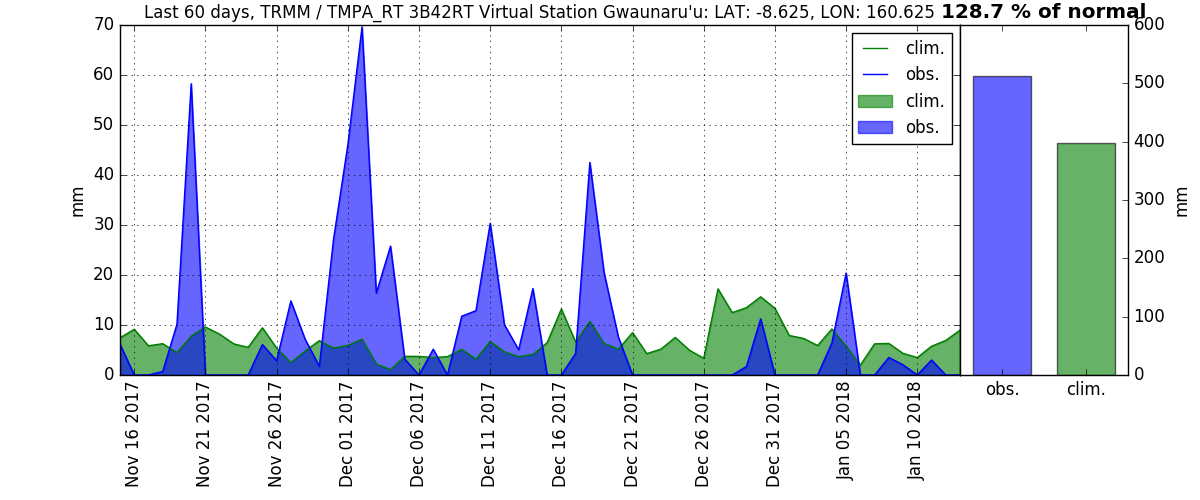 Last 60 days, TRMM / TMPA_RT 3B42RT Virtual Station Gwaunaru'u: LAT: -8.625, LON: 160.625 128.7 % of normal
70
60
50
40
30
20
10
0
mm
clim.
obs.
clim.
obs.
Nov 16 2017
Nov 21 2017
Nov 26 2017
Dec 01 2017
Dec 06 2017
Dec 11 2017
Dec 16 2017
Dec 21 2017
Dec 26 2017
Dec 31 2017
Jan 05 2018
Jan 10 2018
600
500
400
300
200
100
0
mm
obs.
clim.